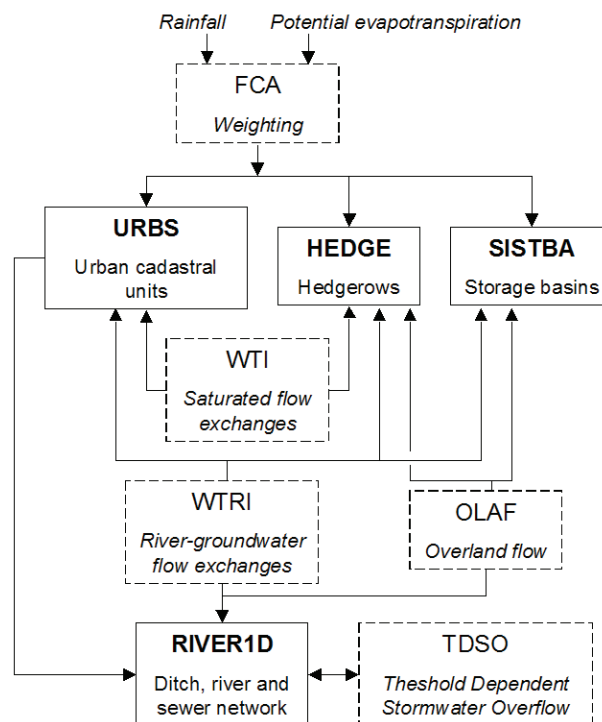 Rainfall
Potential evapotranspiration
FCA
Weighting
URBS
Urban cadastral
units
HEDGE
Hedgerows
SISTBA
Storage basins
WTI
Saturated flow
exchanges
WTRI
River-groundwater
flow exchanges
OLAF
Overland flow
RIVER1D
Ditch, river and
sewer network
TDSO
Theshold Dependent
Stormwater Overflow